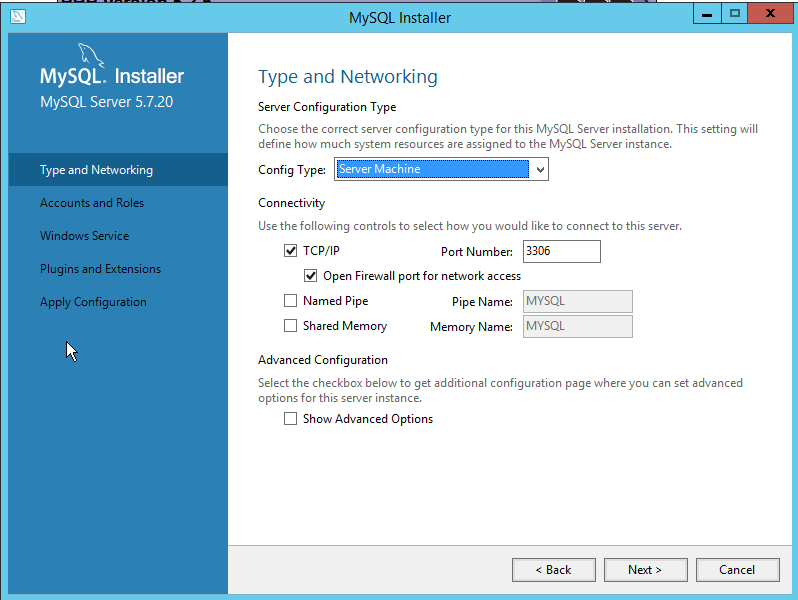 MySQL Installer
MySQL. Installer
MySQL Server 5.7.20
Type and Networking
Accounts and Roles
Windows Service
Plugins and Extensions
Apply Configuration
Type and Networking
Server Configuration Type
Choose the correct server configuration type for this MySQL Server installation. This setting will
define how much system resources are assigned to the MySQL Server instance.
Config Type: Server Machine
Connectivity
Use the following controls to select how you would like to connect to this server.
TCP/IP Port Number: 3306
Open Firewall port for network access
Named Pipe Pipe Name: MYSQL
Shared Memory Memory Name: MYSQL
Advanced Configuration
Select the checkbox below to get additional configuration page where you can set advanced
options for this server instance.
Show Advanced Options
< Back Next > Cancel